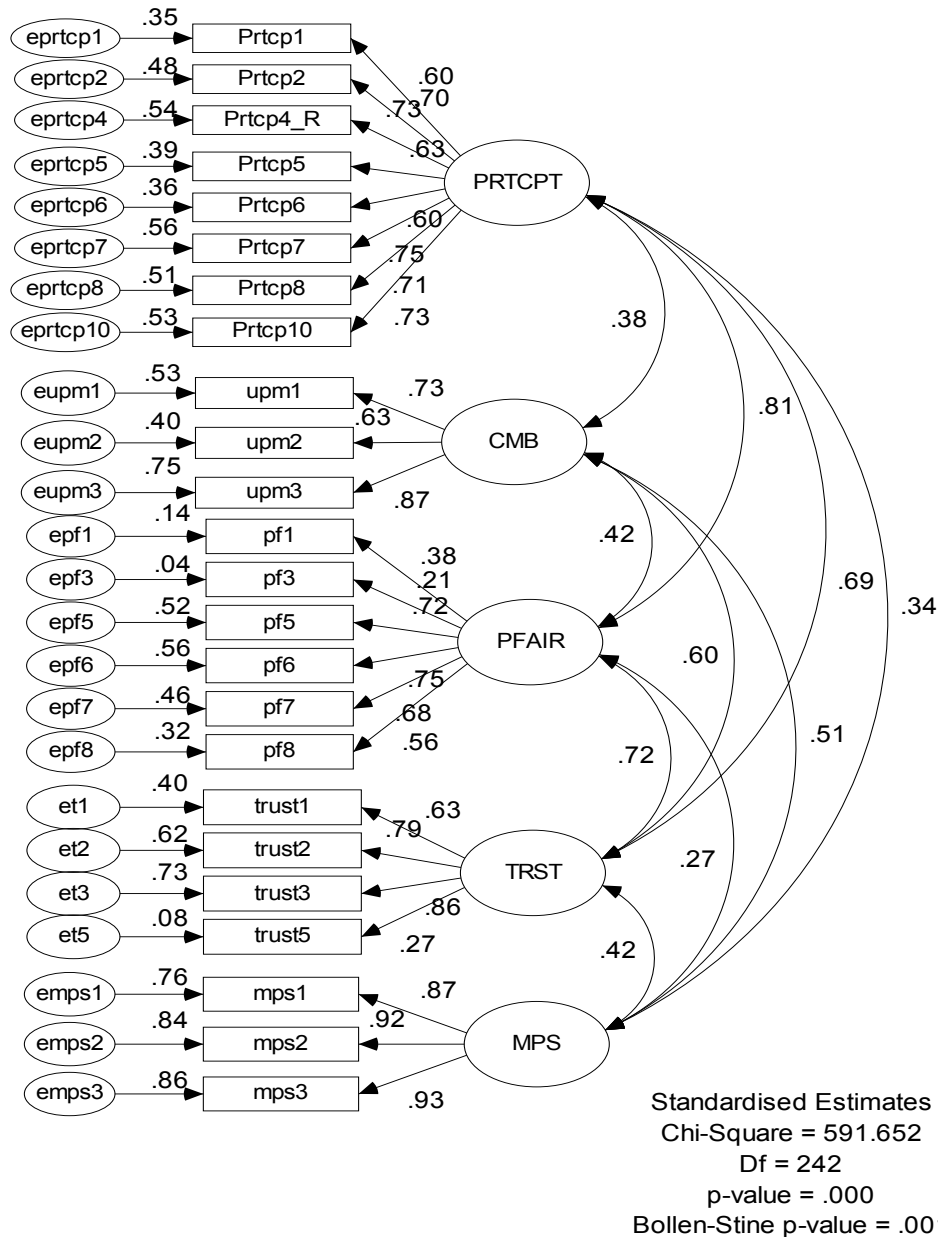 eprtcp1 .35 Prtcp1
eprtcp2 .48 Prtcp2
eprtcp4 .54 Prtcp4_R
eprtcp5 .39 Prtcp5
eprtcp6 .36 Prtcp6
eprtcp7 .56 Prtcp7
eprtcp8 .51 Prtcp8
eprtcp10 .53 Prtcp10
.60
.70
.73
.63
.60
.75
.71
.73
PRTCPT
eupm1 .53 upm1 .73
eupm2 .40 upm2 .63
eupm3 .75 upm3 .87
CMB
epf1 .14 pf1 .38
epf3 .04 pf3 .21
epf5 .52 pf5 .72
epf6 .56 pf6 .75
epf7 .46 pf7 .68
epf8 .32 pf8 .56
PFAIR
et1 .40 trust1 .63
et2 .62 trust2 .79
et3 .73 trust3 .86
et5 .08 trust5 .27
TRST
emps1 .76 mps1 .87
emps2 .84 mps2 .92
emps3 .86 mps3 .93
MPS
.38
.81
.42
.69
.34
.60
.51
.72
.27
.42
Standardised Estimates
Chi-Square = 591.652
Df = 242
p-value = .000
Bollen-Stine p-value = .00